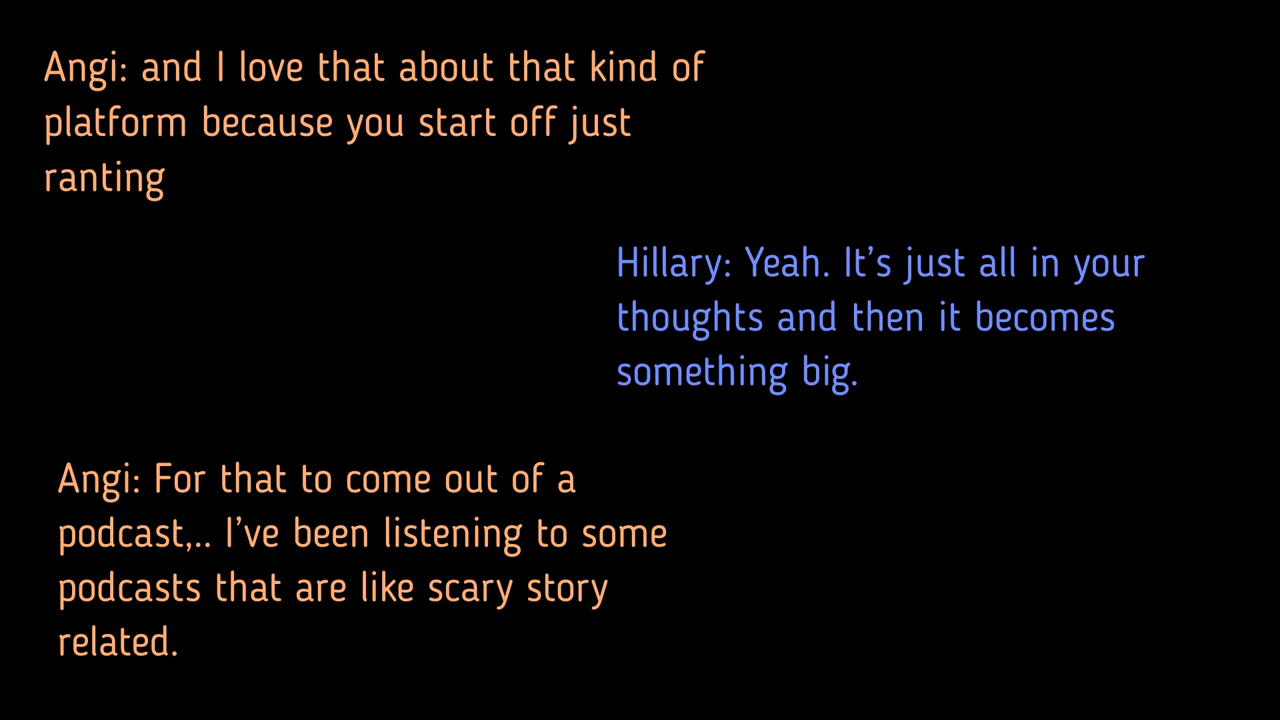 Angi: and I love that about that kind of
platform because you start off just
ranting
Hillary: Yeah. It’s just all in your
thoughts and then it becomes
something big.
Angi: For that to come out of a
podcast,.. I’ve been listening to some
podcasts that are like scary story
related.